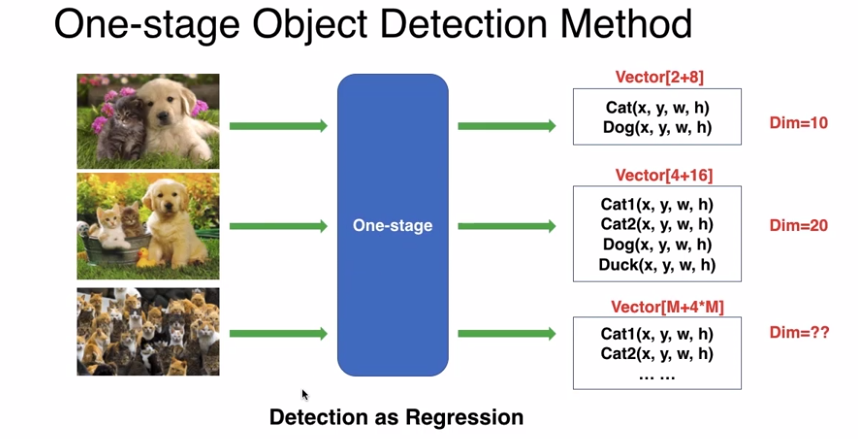 One-stage Object Detection Method
Vector[2+8]
Cat(x, y, w, h)
Dog(x, y, w, h)
Dim=10
One-stage
Vector[4+16]
Cat1(x, y, w, h)
Cat2(x, y, w, h)
Dog(x, y, w, h)
Duck(x, y, w, h)
Dim=20
Vector[M+4*M]
Cat1(x, y, w, h)
Cat2(x, y, w, h)
... ...
Dim=??
Detection as Regression